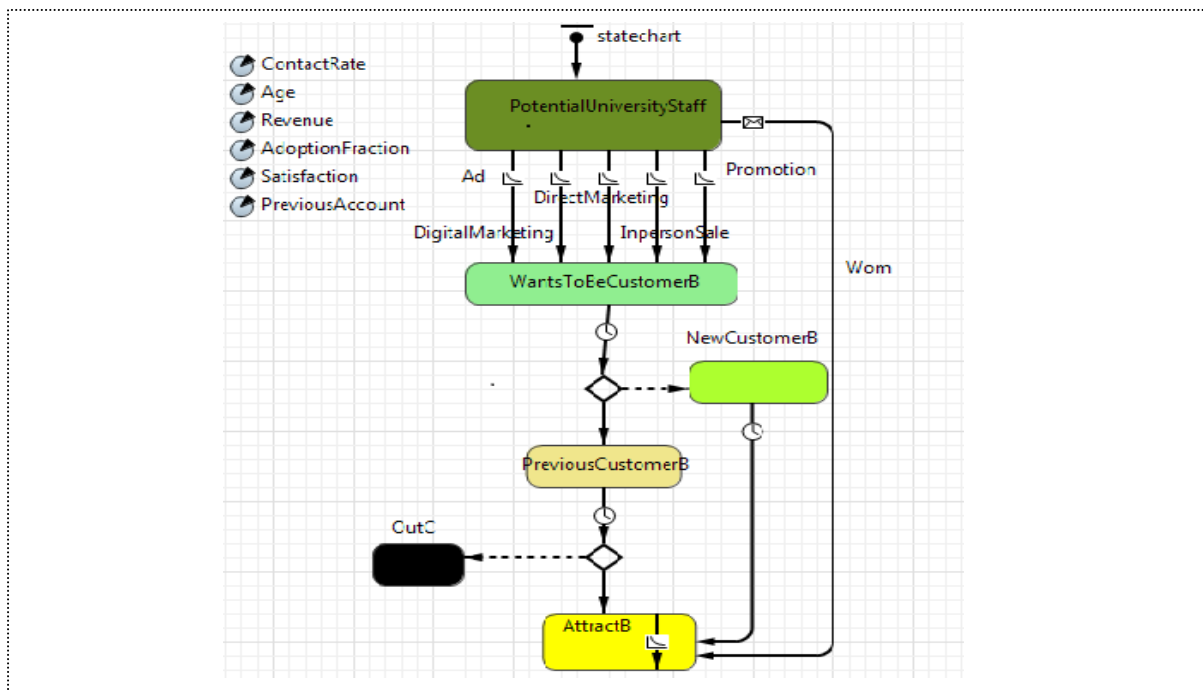 statechart
ContactRate
Age
Revenue
AdoptionFraction
Satisfaction
PreviousAccount
PotentialUniversityStaff
Ad
Promotion
DirectMarketing
DigitalMarketing
InpersonSale
Wom
WantsToBeCustomerB
NewCustomerB
PreviousCustomerB
OutC
AttractB